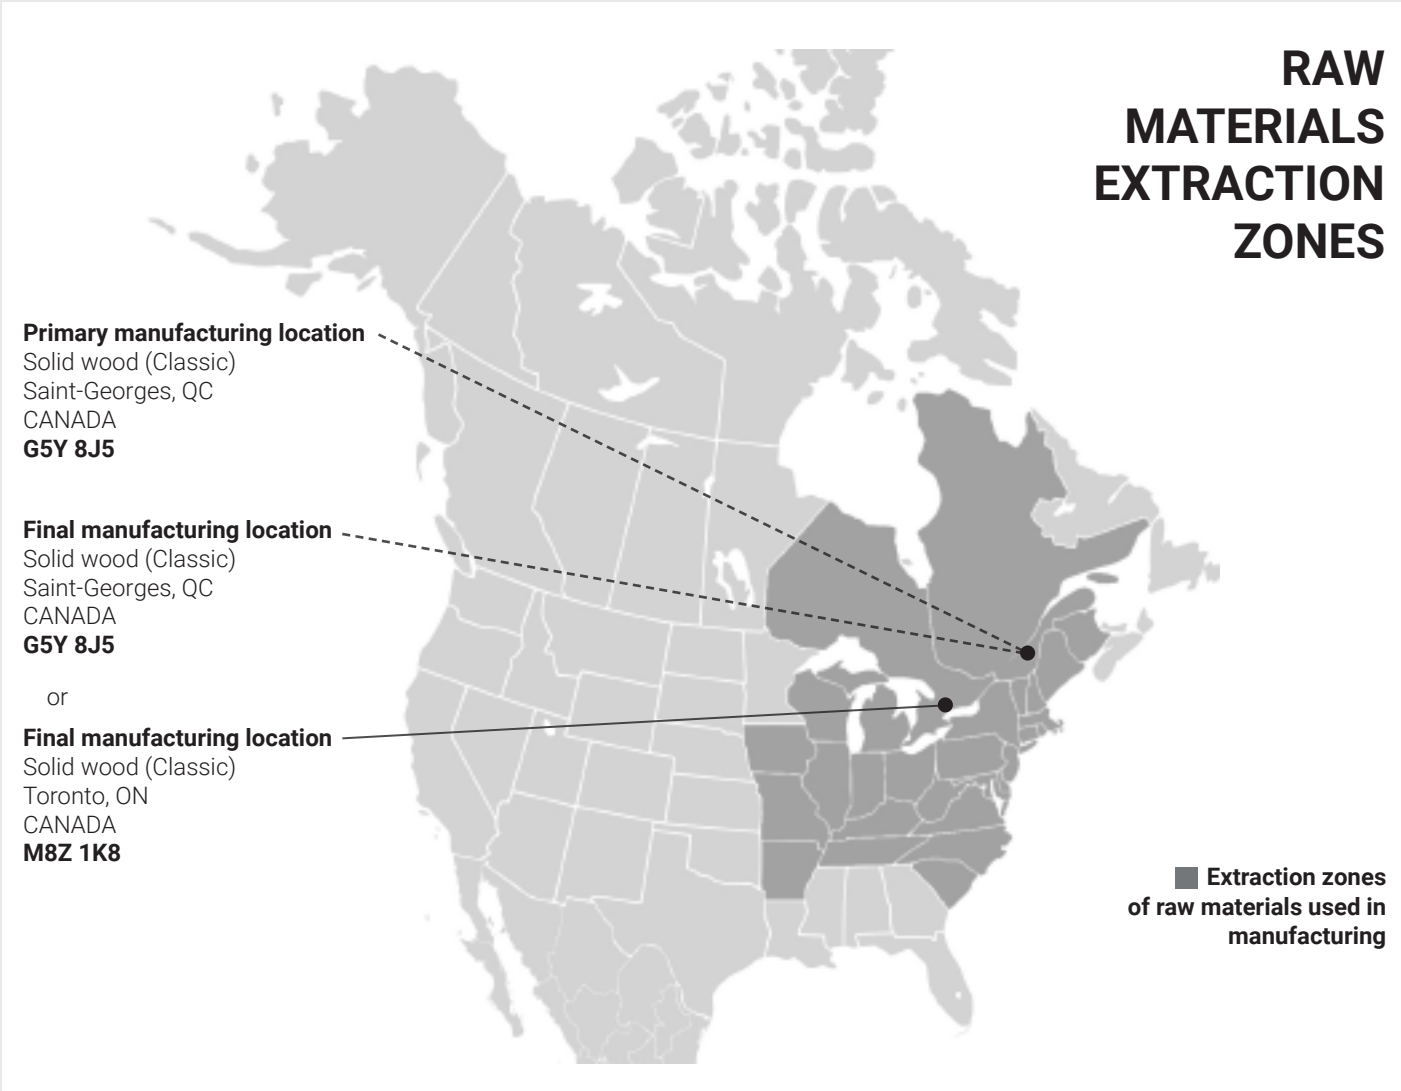 RAW
MATERIALS
EXTRACTION
ZONES
Primary manufacturing location
Solid wood (Classic)
Saint-Georges, QC
CANADA
G5Y 8J5
Final manufacturing location
Solid wood (Classic)
Saint-Georges, QC
CANADA
G5Y 8J5
or
Final manufacturing location
Solid wood (Classic)
Toronto, ON
CANADA
M8Z 1K8
Extraction zones
of raw materials used in
manufacturing